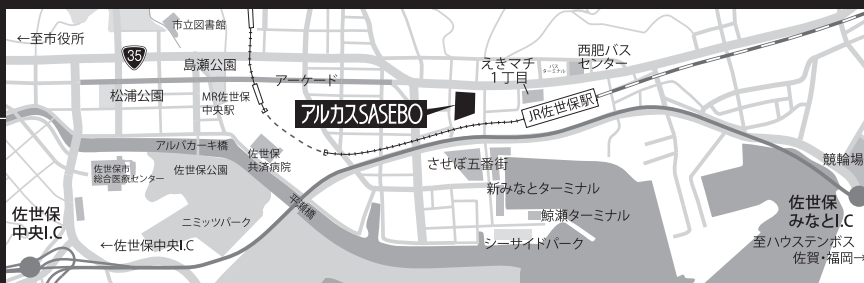 ←至市役所
市立図書館
35
島瀬公園
アーケード
松浦公園
MR佐世保
中央駅
えきマチ
1丁目
バス
ターミナル
西肥バス
センター
アルカスSASEBO
JR佐世保駅
アルバカーキ橋
佐世保市
総合医療センター
佐世保公園
佐世保
共済病院
させぼ五番街
新みなとターミナル
鯨瀬ターミナル
シーサイドパーク
平瀬橋
ニミッツパーク
佐世保
中央I.C
←佐世保中央I.C
競輪場
佐世保
みなとI.C
至ハウステンボス
佐賀・福岡→